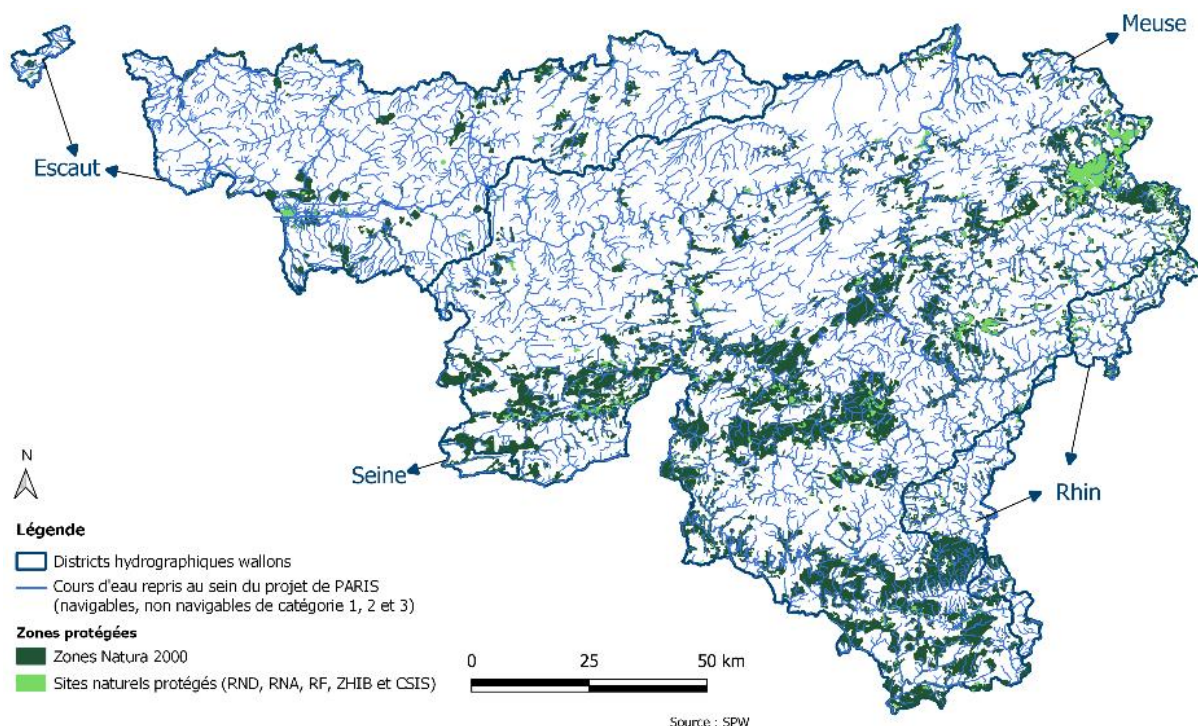 Meuse
Escaut
Seine
Rhin
N
Légende
Districts hydrographiques wallons
Cours d'eau repris au sein du projet de PARIS
(navigables, non navigables de catégorie 1, 2 et 3)
Zones protégées
Zones Natura 2000
Sites naturels protégés (RND, RNA, RF, ZHIB et CSIS)
0 25 50 km
Source : SPW